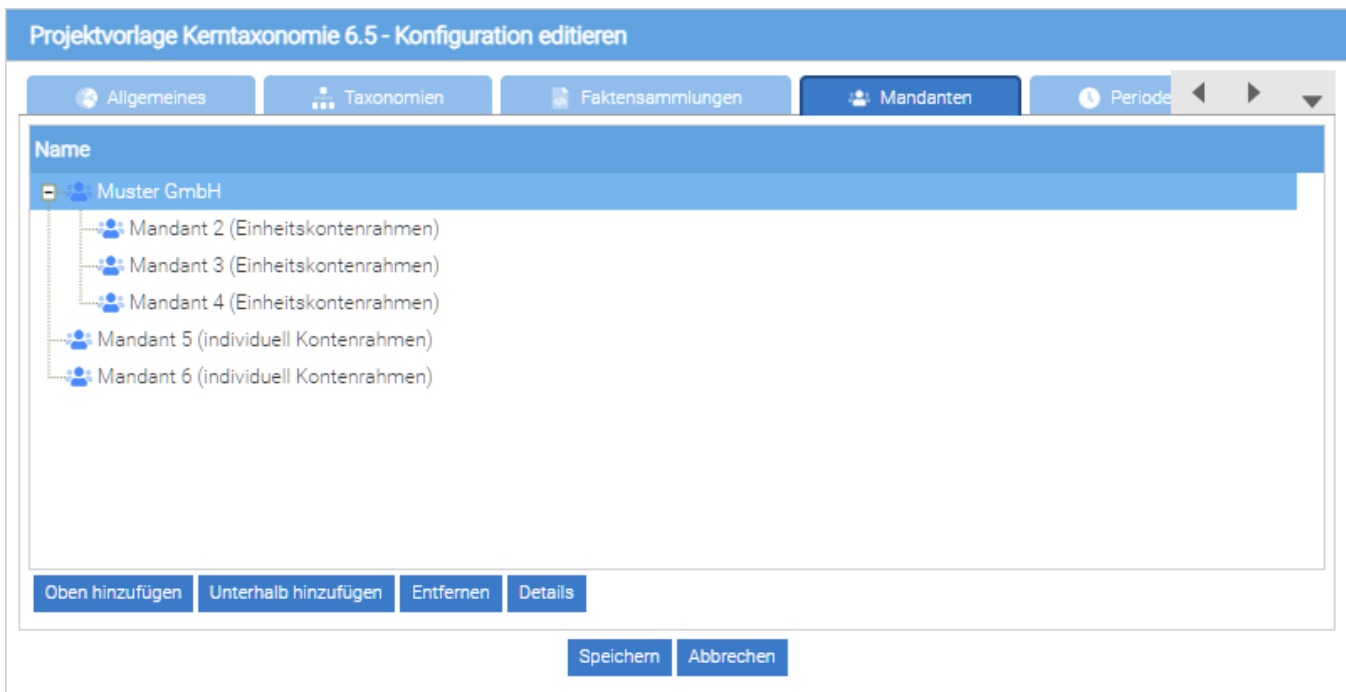 Projektvorlage Kerntaxonomie 6.5 - Konfiguration editieren
Allgemeines Taxonomien Faktensammlungen Mandanten Periode
Name
Muster GmbH
Mandant 2 (Einheitskontenrahmen)
Mandant 3 (Einheitskontenrahmen)
Mandant 4 (Einheitskontenrahmen)
Mandant 5 (individuell Kontenrahmen)
Mandant 6 (individuell Kontenrahmen)
Oben hinzufügen Unterhalb hinzufügen Entfernen Details
Speichern Abbrechen